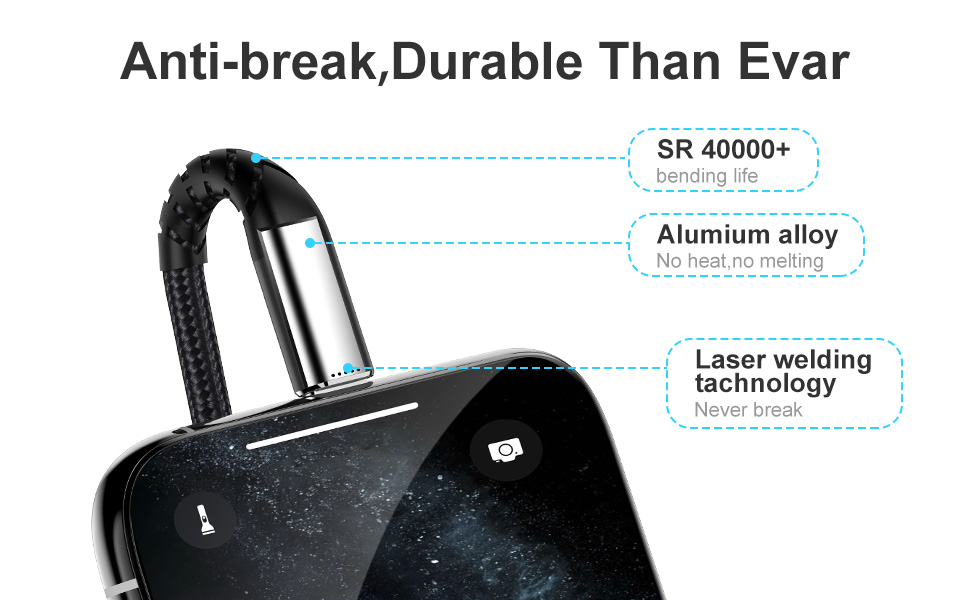 Anti-break,Durable Than Evar
SR 40000+
bending life
Alumium alloy
No heat,no melting
Laser welding
tachnology
Never break